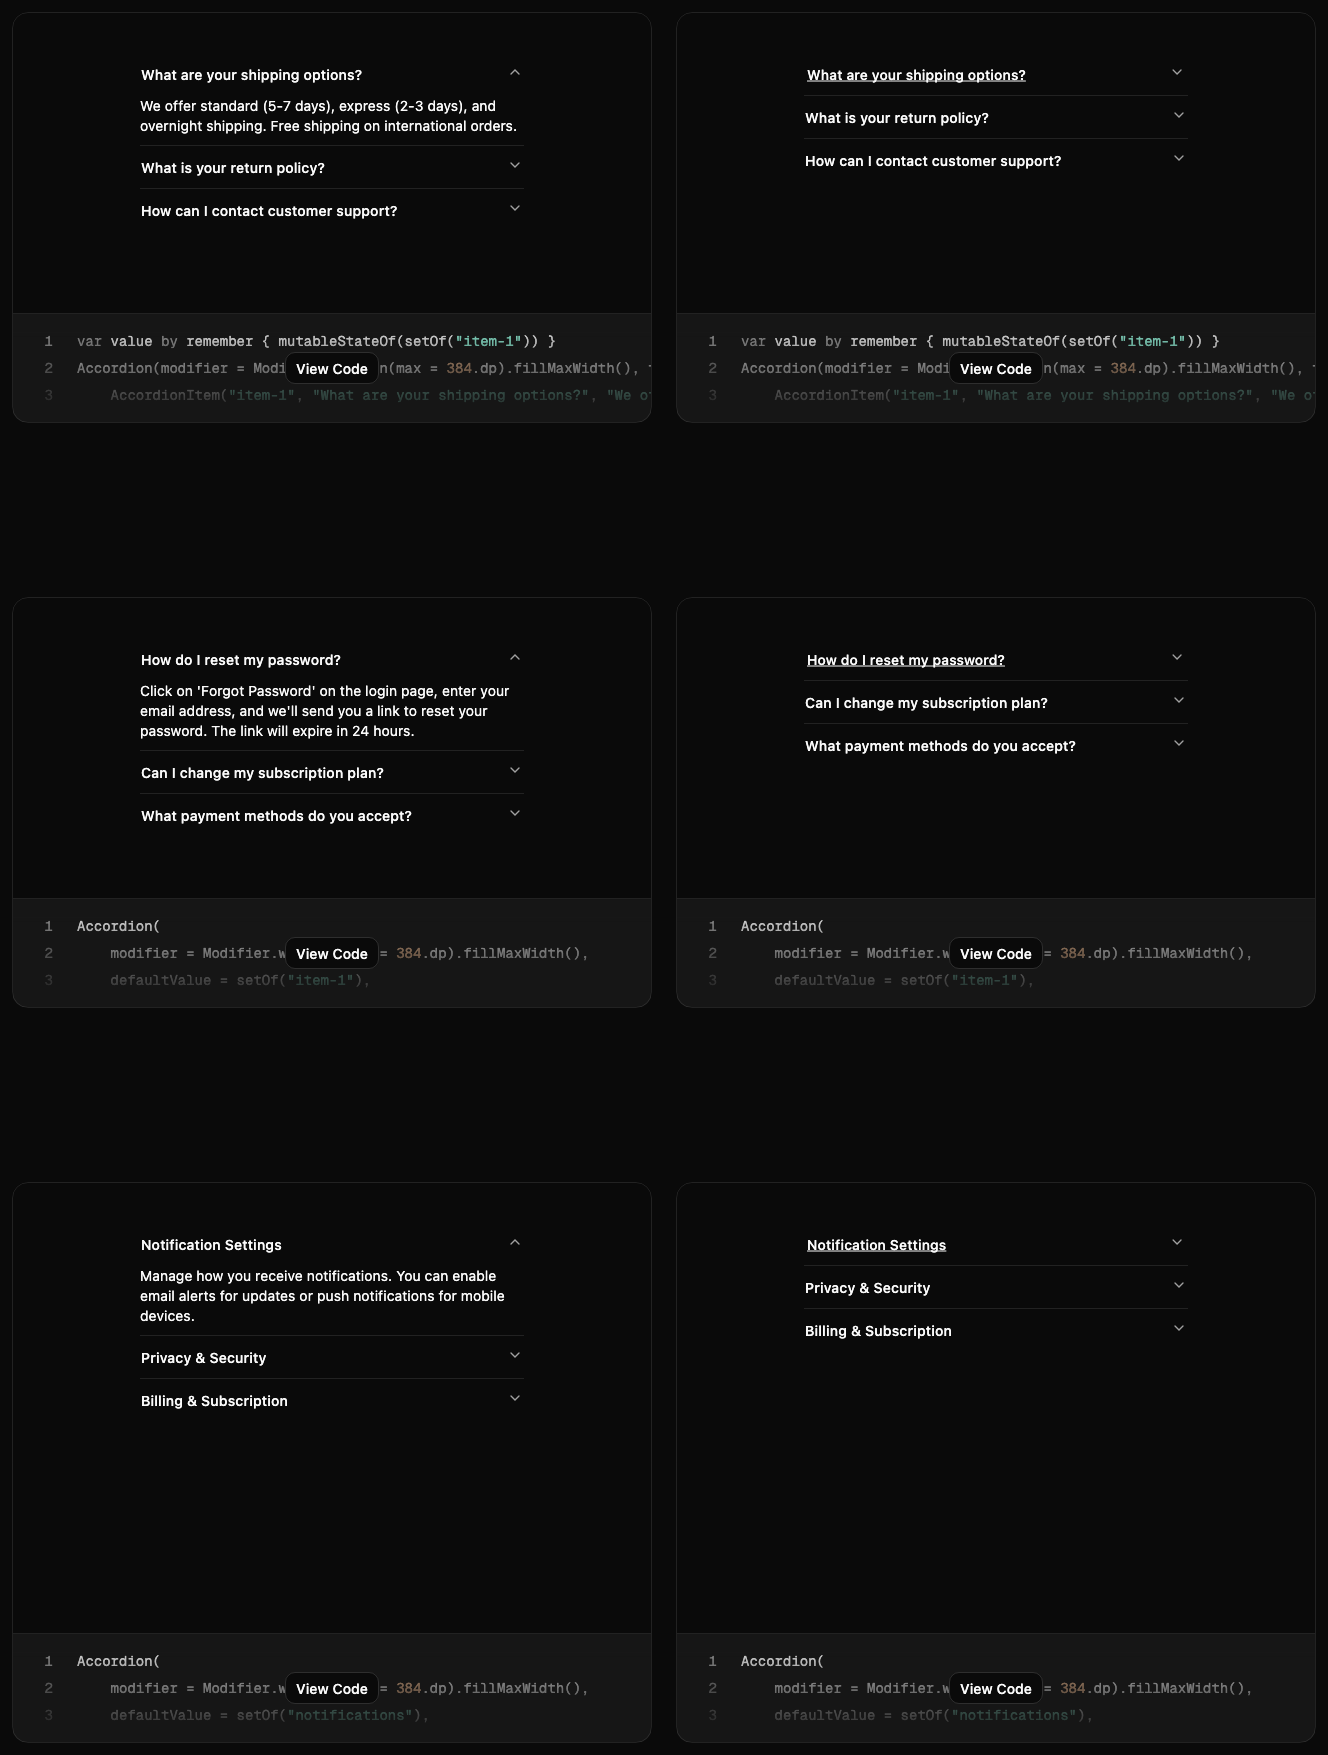 What are your shipping options?
We offer standard (5-7 days), express (2-3 days), and
overnight shipping. Free shipping on international orders.
What is your return policy?
How can I contact customer support?
1 var value by remember { mutableStateOf(setOf("item-1")) }
2 Accordion(modifier = Modi
View Code
n(max = 384.dp).fillMaxWidth(),
3 AccordionItem("item-1", "What are your shipping options?", "We
What are your shipping options?
What is your return policy?
How can I contact customer support?
1 var value by remember { mutableStateOf(setOf("item-1")) }
2 Accordion(modifier = Modi
View Code
n(max = 384.dp).fillMaxWidth(),
3 AccordionItem("item-1", "What are your shipping options?", "We
How do I reset my password?
Click on 'Forgot Password' on the login page, enter your
email address, and we'll send you a link to reset your
password. The link will expire in 24 hours.
Can I change my subscription plan?
What payment methods do you accept?
1 Accordion(
2 modifier = Modifier.w
View Code
= 384.dp).fillMaxWidth(),
3 defaultValue = setOf("item-1"),
How do I reset my password?
Can I change my subscription plan?
What payment methods do you accept?
1 Accordion(
2 modifier = Modifier.w
View Code
= 384.dp).fillMaxWidth(),
3 defaultValue = setOf("item-1"),
Notification Settings
Manage how you receive notifications. You can enable
email alerts for updates or push notifications for mobile
devices.
Privacy & Security
Billing & Subscription
1 Accordion(
2 modifier = Modifier.w
View Code
= 384.dp).fillMaxWidth(),
3 defaultValue = setOf("notifications"),
Notification Settings
Privacy & Security
Billing & Subscription
1 Accordion(
2 modifier = Modifier.w
View Code
= 384.dp).fillMaxWidth(),
3 defaultValue = setOf("notifications"),